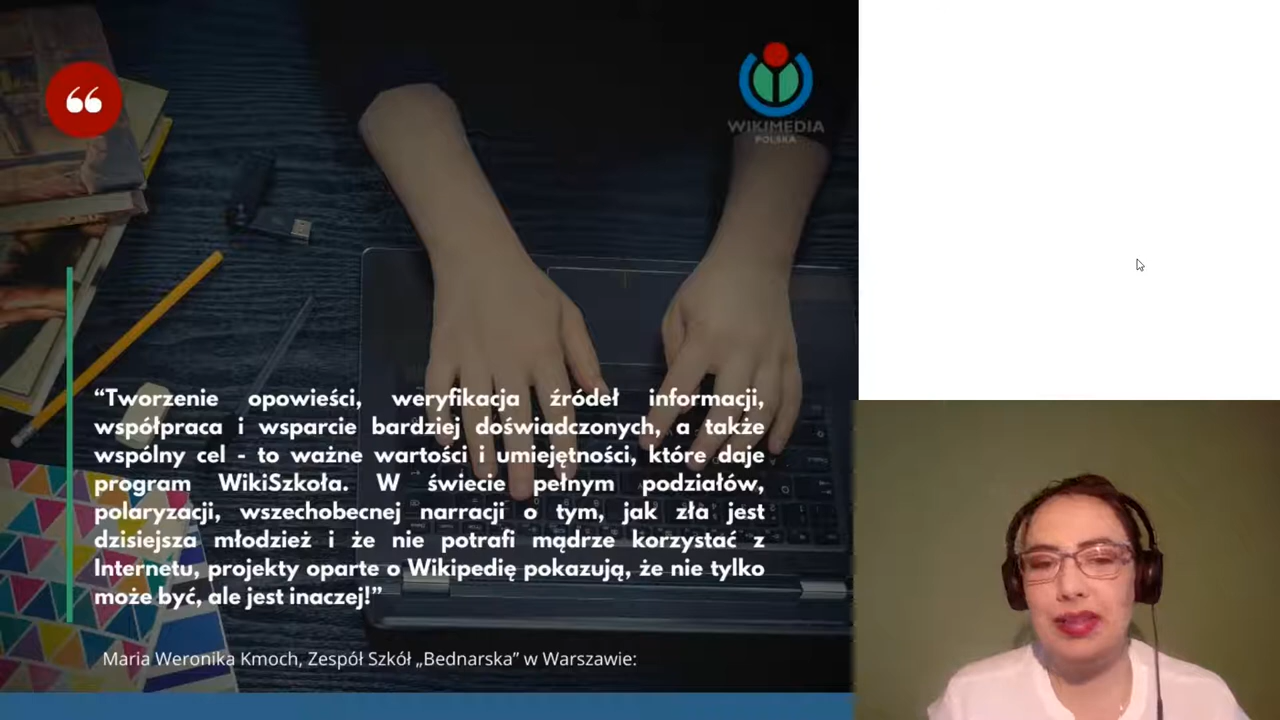 WIKIMEDIA
POLSKA
“Tworzenie opowieści, weryfikacja źródeł informacji,
współpraca i wsparcie bardziej doświadczonych, a także
wspólny cel - to ważne wartości i umiejętności, które daje
program WikiSzkoła. W świecie pełnym podziałów,
polaryzacji, wszechobecnej narracji o tym, jak zła jest
dzisiejsza młodzież i że nie potrafi mądrze korzystać z
Internetu, projekty oparte o Wikipedię pokazują, że nie tylko
może być, ale jest inaczej!”
Maria Weronika Kmoch, Zespół Szkół „Bednarska” w Warszawie: